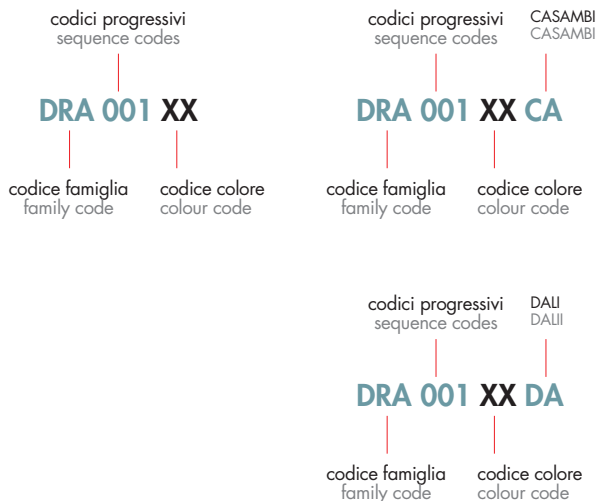 codici progressivi
sequence codes
DRA 001 XX
codice famiglia
family code
codice colore
colour code
codici progressivi
sequence codes
CASAMBI
CASAMBI
DRA 001 XX CA
codice famiglia
family code
codice colore
colour code
codici progressivi
sequence codes
DALI
DALII
DRA 001 XX DA
codice famiglia
family code
codice colore
colour code